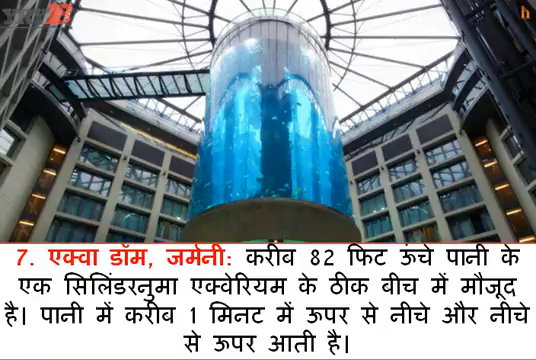 7. एक्वा डॉम, जर्मनी: करीब 82 फिट ऊंचे पानी के
एक सिलिंडरनुमा एक्वेरियम के ठीक बीच में मौजूद
है। पानी में करीब 1 मिनट में ऊपर से नीचे और नीचे
से ऊपर आती है।